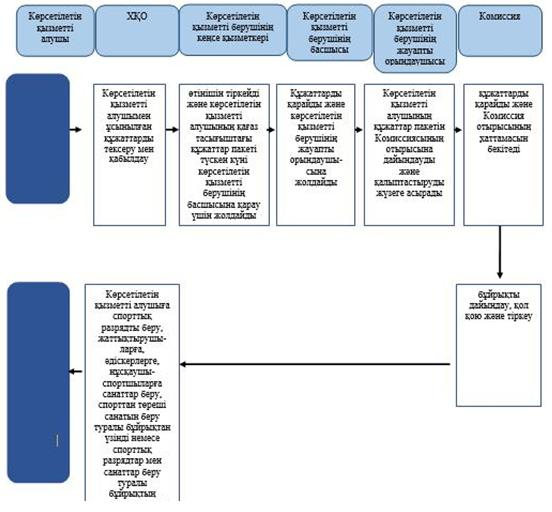 Көрсетілетін
қызметті
алушы
ХҚО
Көрсетілетін
қызметті берушінің
кеңсе қызметкері
Көрсетілетін
қызметті
берушінің
басшысы
Көрсетілетін
қызметті
берушінің
жауапты
орындаушысы
Комиссия
Көрсетілетін
қызметті
алушымен
ұсынылған
құжаттарды
тексеру мен
қабылдау
өтінішін тіркейді
және көрсетілетін
қызметті
алушының қағаз
тасығыштағы
құжаттар пакеті
түскен күні
көрсетілетін
қызметті
берушінің
басшысына қарау
үшін жолдайды
Құжаттарды
қарайды және
көрсетілетін
қызметті
берушінің
жауапты
орындаушы-
сына
жолдайды
Көрсетілетін
қызметті
алушының
құжаттар пакетін
Комиссиясының
отырысына
дайындауды
және
қалыптастыруды
жүзеге асырады
құжаттарды
қарайды және
Комиссия
отырысының
хаттамасын
бекітеді
бұйрықты
дайындау, қол
қою және тіркеу
Көрсетілетін
қызметті алушыға
спорттық
разрядты беру,
жаттықтырушы-
ларға,
әдіскерлерге,
нұсқаушы-
спортшыларға
санаттар беру,
спорттан төреші
санатын беру
туралы бұйрықтан
үзінді немесе
спорттық
разрядтар мен
санаттар беру
туралы
бұйрықтың